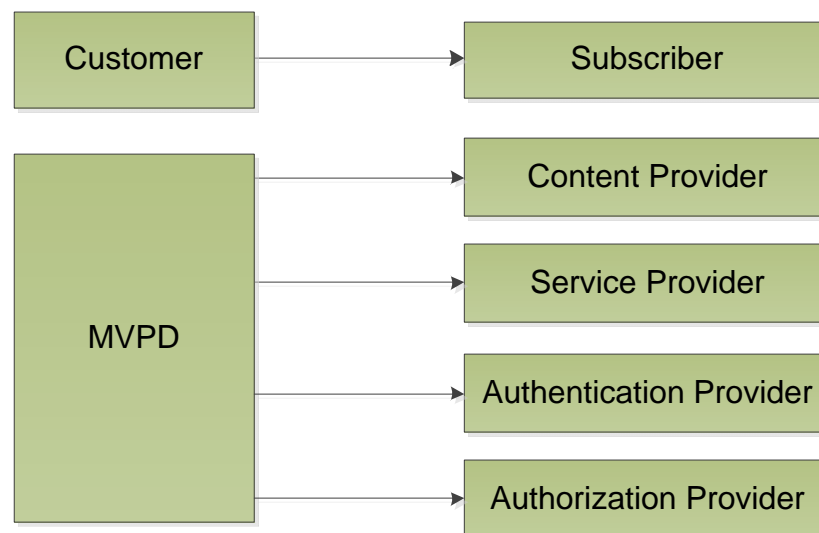 Customer
Subscriber
MVPD
Content Provider
Service Provider
Authentication Provider
Authorization Provider